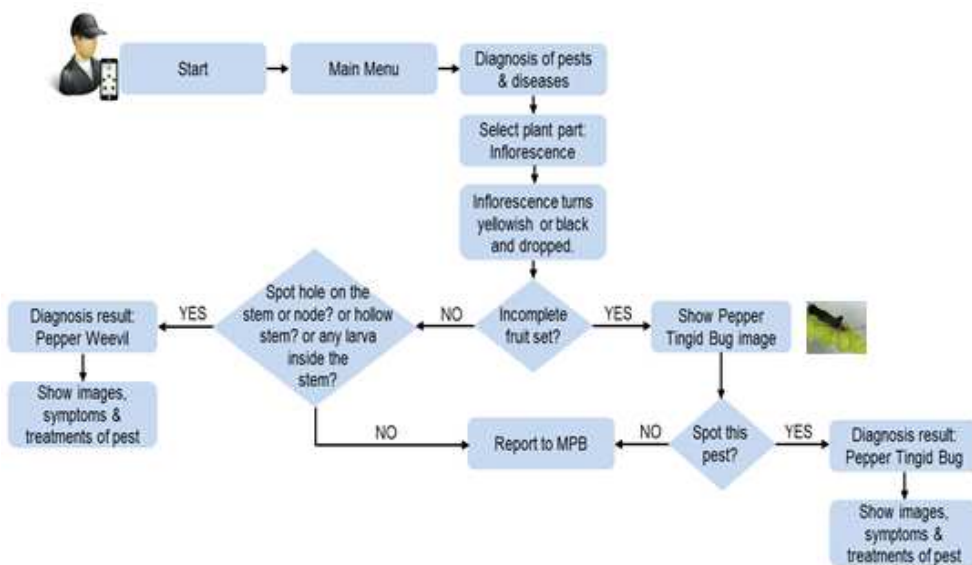 Start
Main Menu
Diagnosis of pests
& diseases
Select plant part:
Inflorescence
Inflorescence turns
yellowish or black
and dropped.
Incomplete
fruit set?
NO
YES
Spot hole on the
stem or node? or hollow
stem? or any larva
inside the
stem?
YES
NO
Diagnosis result:
Pepper Weevil
Show images,
symptoms &
treatments of pest
Show Pepper
Tingid Bug image
Spot this
pest?
NO
YES
Report to MPB
Diagnosis result:
Pepper Tingid Bug
Show images,
symptoms &
treatments of pest